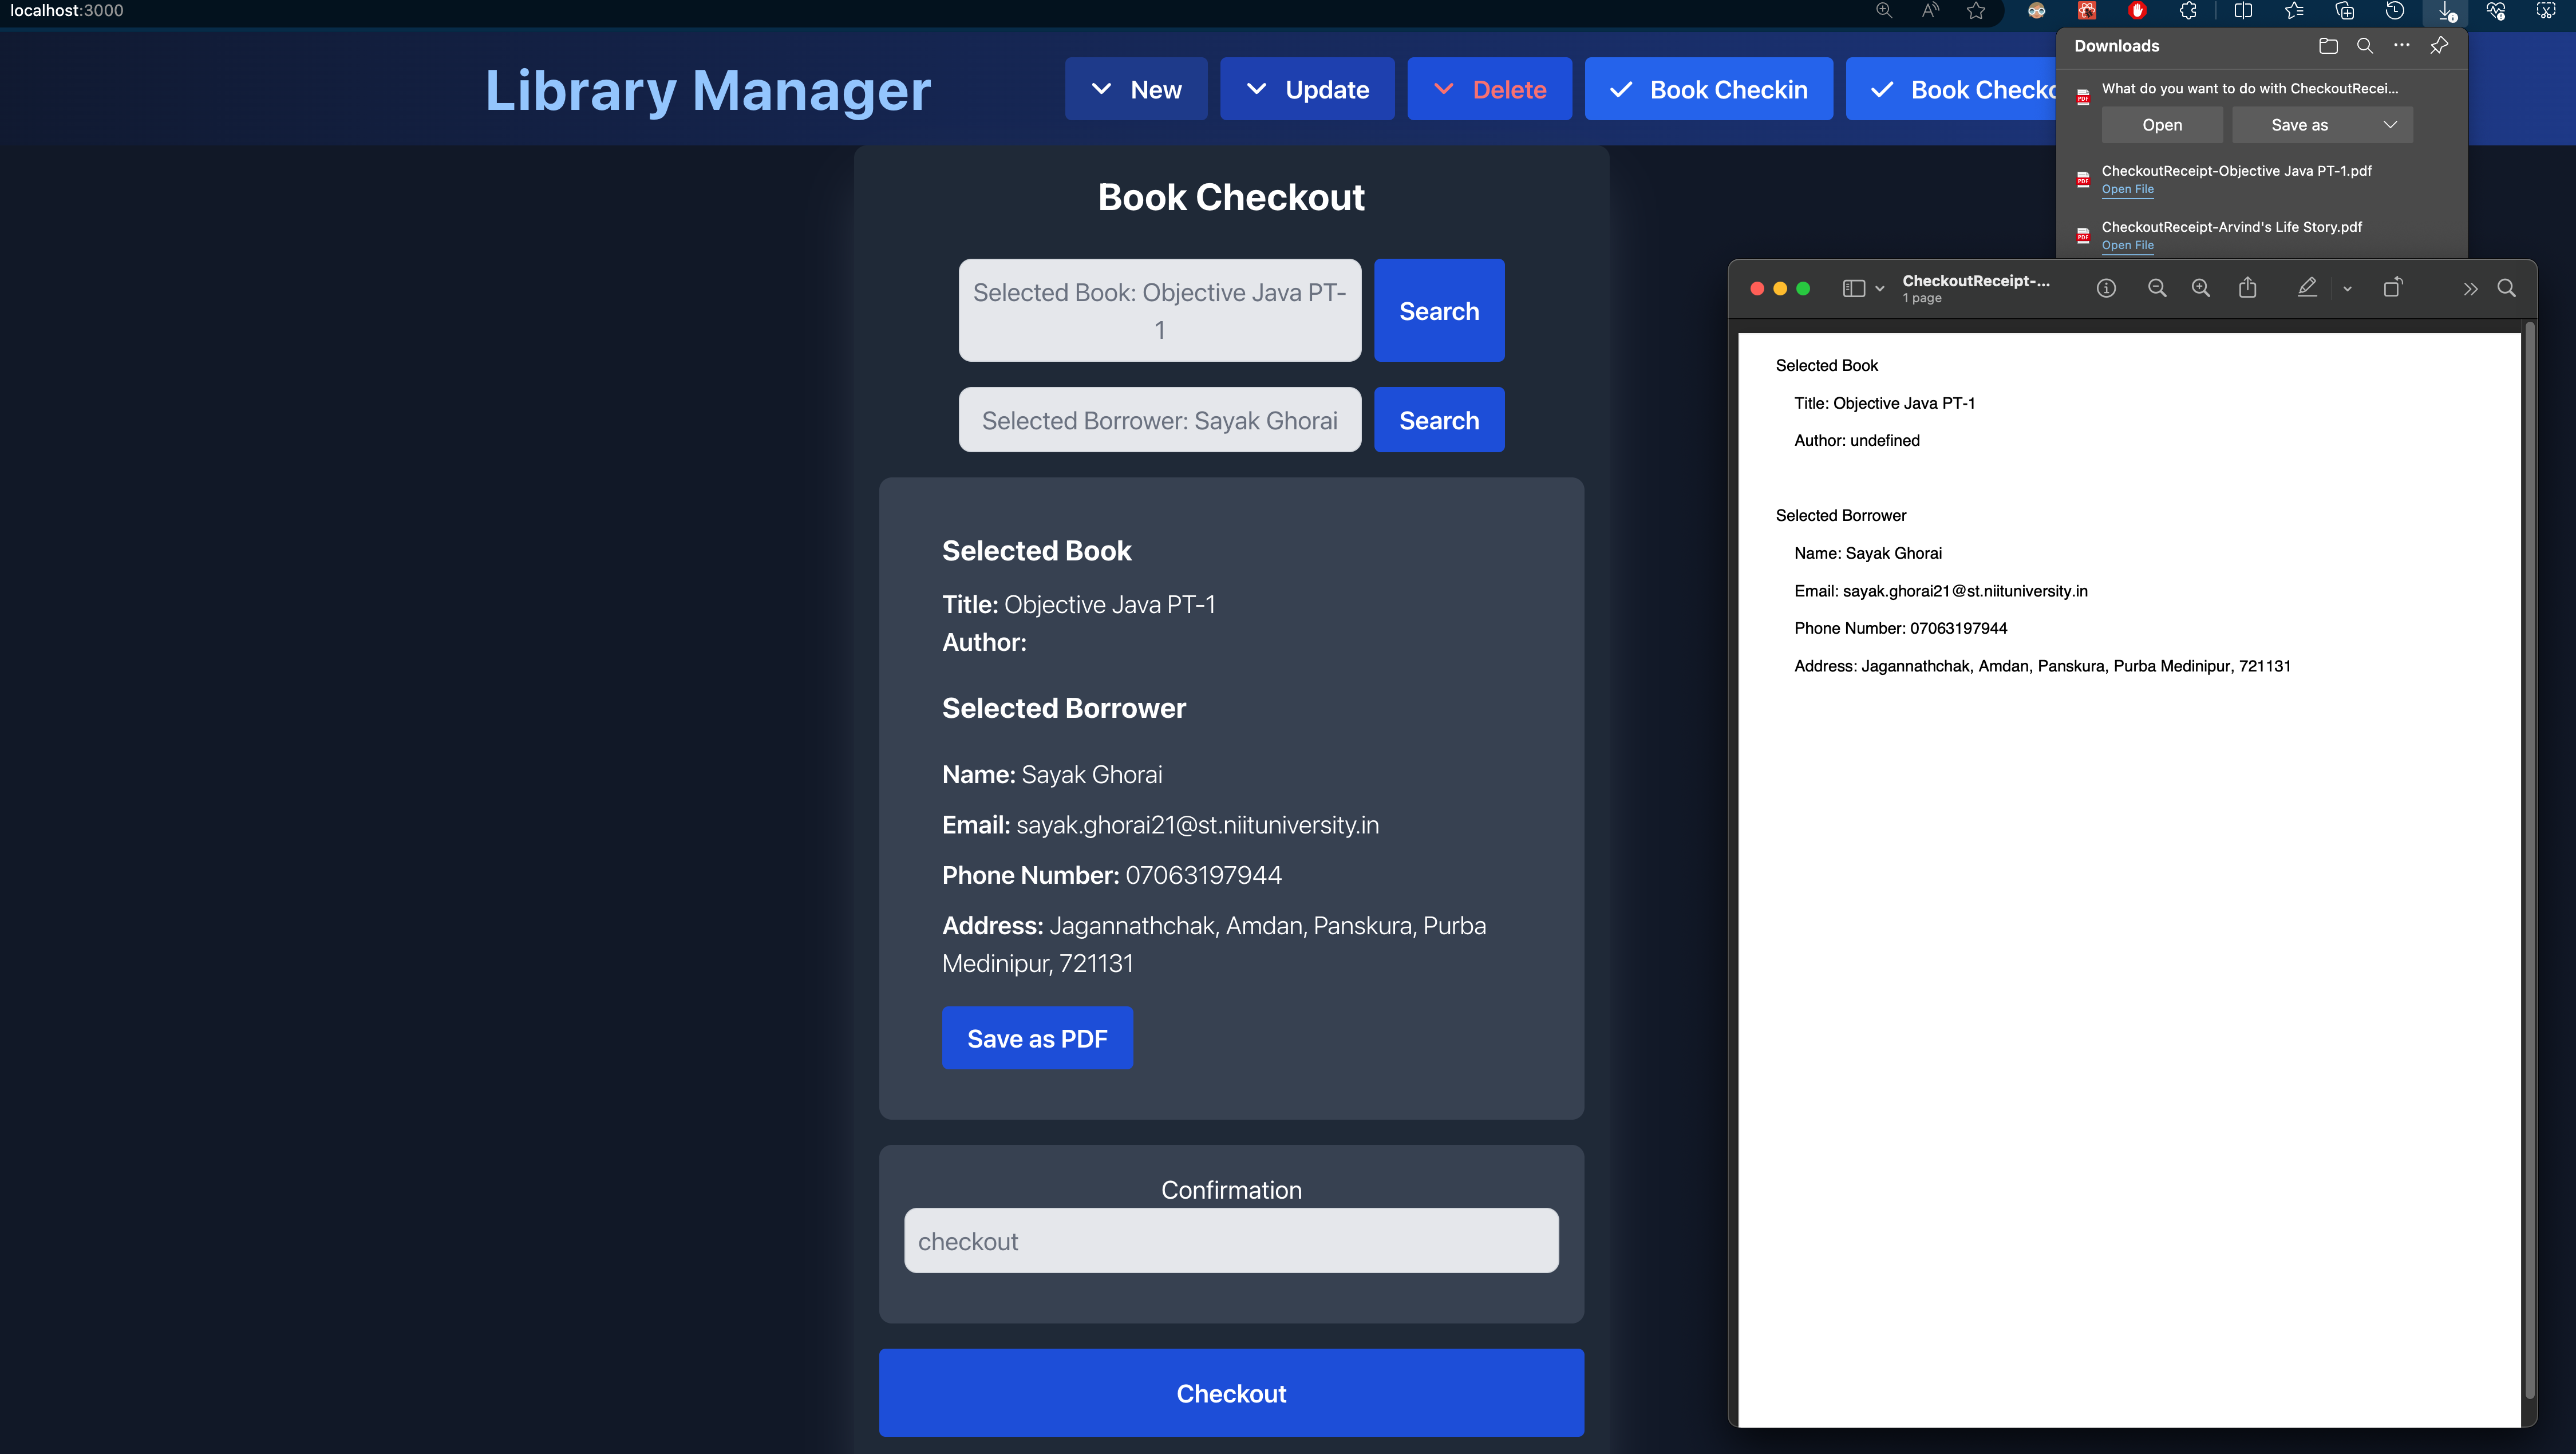 localhost:3000
Library Manager
New
Update
Delete
Book Checkin
Book Checko
Downloads
What do you want to do with CheckoutRecei...
Open
Save as
CheckoutReceipt-Objective Java PT-1.pdf
Open File
CheckoutReceipt-Arvind's Life Story.pdf
Open File
Book Checkout
Selected Book: Objective Java PT-
1
Search
Selected Borrower: Sayak Ghorai
Search
Selected Book
Title: Objective Java PT-1
Author:
Selected Borrower
Name: Sayak Ghorai
Email: sayak.ghorai21@st.niituniversity.in
Phone Number: 07063197944
Address: Jagannathchak, Amdan, Panskura, Purba
Medinipur, 721131
Save as PDF
Confirmation
checkout
Checkout
CheckoutReceipt-...
1 page
Selected Book
Title: Objective Java PT-1
Author: undefined
Selected Borrower
Name: Sayak Ghorai
Email: sayak.ghorai21@st.niituniversity.in
Phone Number: 07063197944
Address: Jagannathchak, Amdan, Panskura, Purba Medinipur, 721131